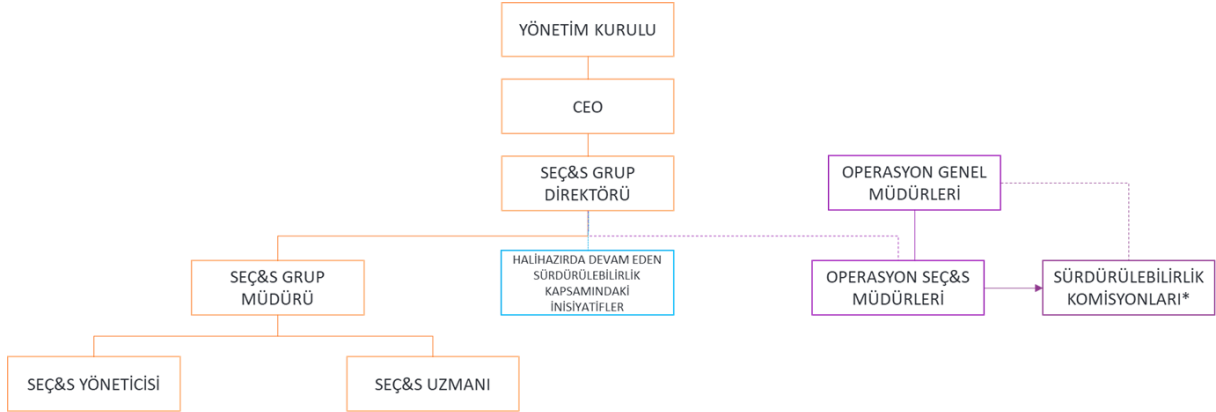 YÖNETİM KURULU
CEO
SEÇ&S GRUP
DİREKTÖRÜ
OPERASYON GENEL
MÜDÜRLERİ
SEÇ&S GRUP
MÜDÜRÜ
HALİHAZIRDA DEVAM EDEN
SÜRDÜRÜLEBİLİRLİK
KAPSAMINDAKİ
İNİSİYATİFLER
OPERASYON SEÇ&S
MÜDÜRLERİ
SÜRDÜRÜLEBİLİRLİK
KOMİSYONLARI*
SEÇ&S YÖNETİCİSİ
SEÇ&S UZMANI